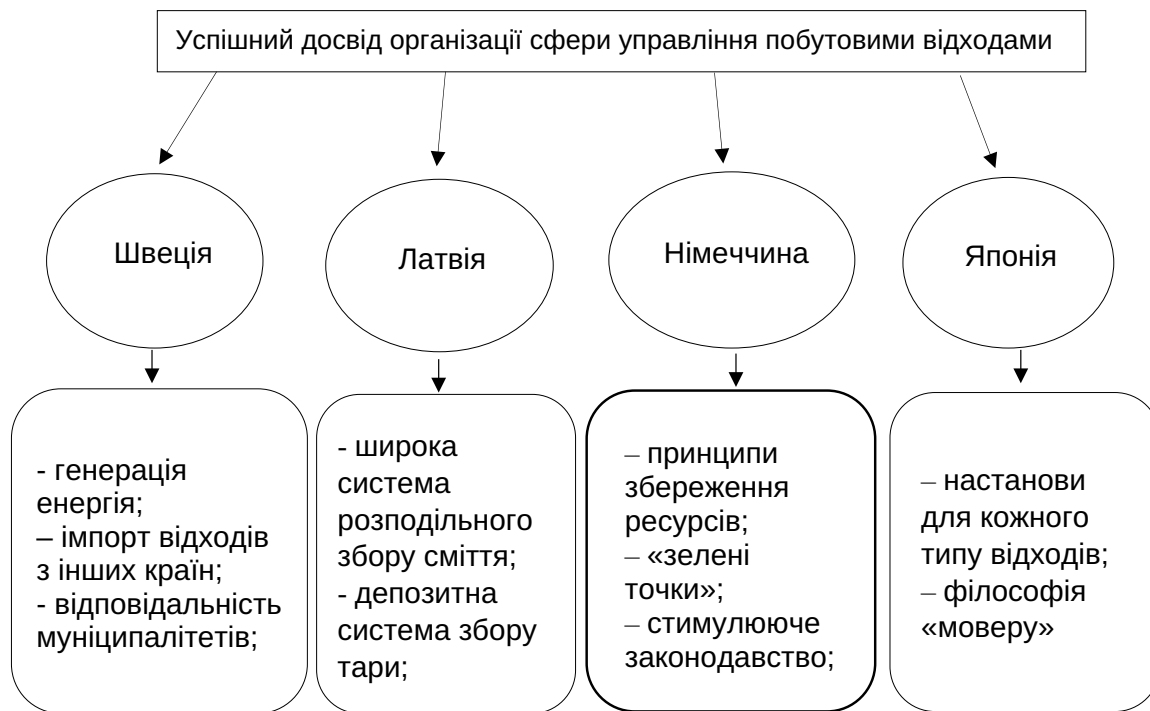 Успішний досвід організації сфери управління побутовими відходами
Швеція
Латвія
Німеччина
Японія
- генерація
енергія;
– імпорт відходів
з інших країн;
- відповідальність
муніципалітетів;
- широка
система
розподільного
збору сміття;
- депозитна
система збору
тари;
– принципи
збереження
ресурсів;
– «зелені
точки»;
– стимулююче
законодавство;
– настанови
для кожного
типу відходів;
– філософія
«моверу»